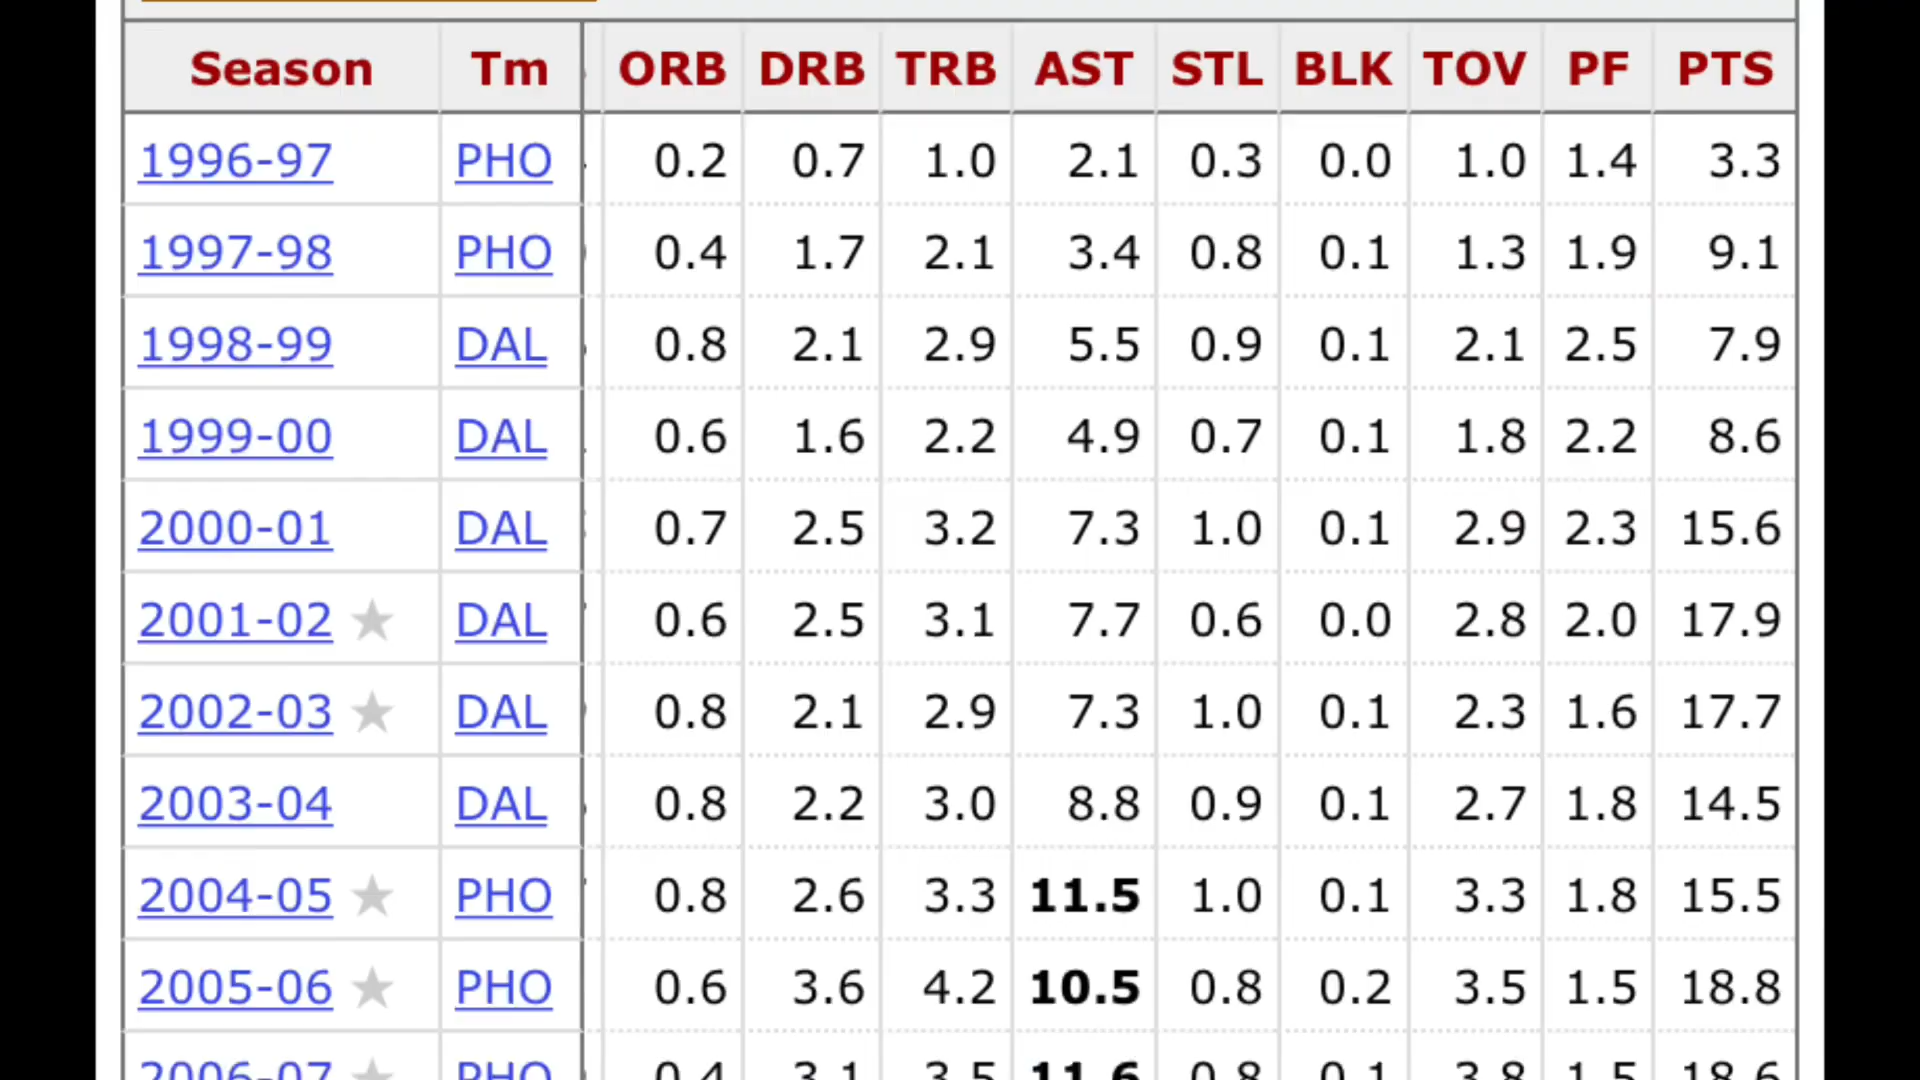 Season Tm ORB DRB TRB AST STL BLK TOV PF PTS
1996-97 PHO 0.2 0.7 1.0 2.1 0.3 0.0 1.0 1.4 3.3
1997-98 PHO 0.4 1.7 2.1 3.4 0.8 0.1 1.3 1.9 9.1
1998-99 DAL 0.8 2.1 2.9 5.5 0.9 0.1 2.1 2.5 7.9
1999-00 DAL 0.6 1.6 2.2 4.9 0.7 0.1 1.8 2.2 8.6
2000-01 DAL 0.7 2.5 3.2 7.3 1.0 0.1 2.9 2.3 15.6
2001-02 ★ DAL 0.6 2.5 3.1 7.7 0.6 0.0 2.8 2.0 17.9
2002-03 ★ DAL 0.8 2.1 2.9 7.3 1.0 0.1 2.3 1.6 17.7
2003-04 DAL 0.8 2.2 3.0 8.8 0.9 0.1 2.7 1.8 14.5
2004-05 ★ PHO 0.8 2.6 3.3 11.5 1.0 0.1 3.3 1.8 15.5
2005-06 ★ PHO 0.6 3.6 4.2 10.5 0.8 0.2 3.5 1.5 18.8
2006-07 ★ PHO 0.4 3.1 3.5 11.6 0.8 0.1 3.8 1.5 18.6